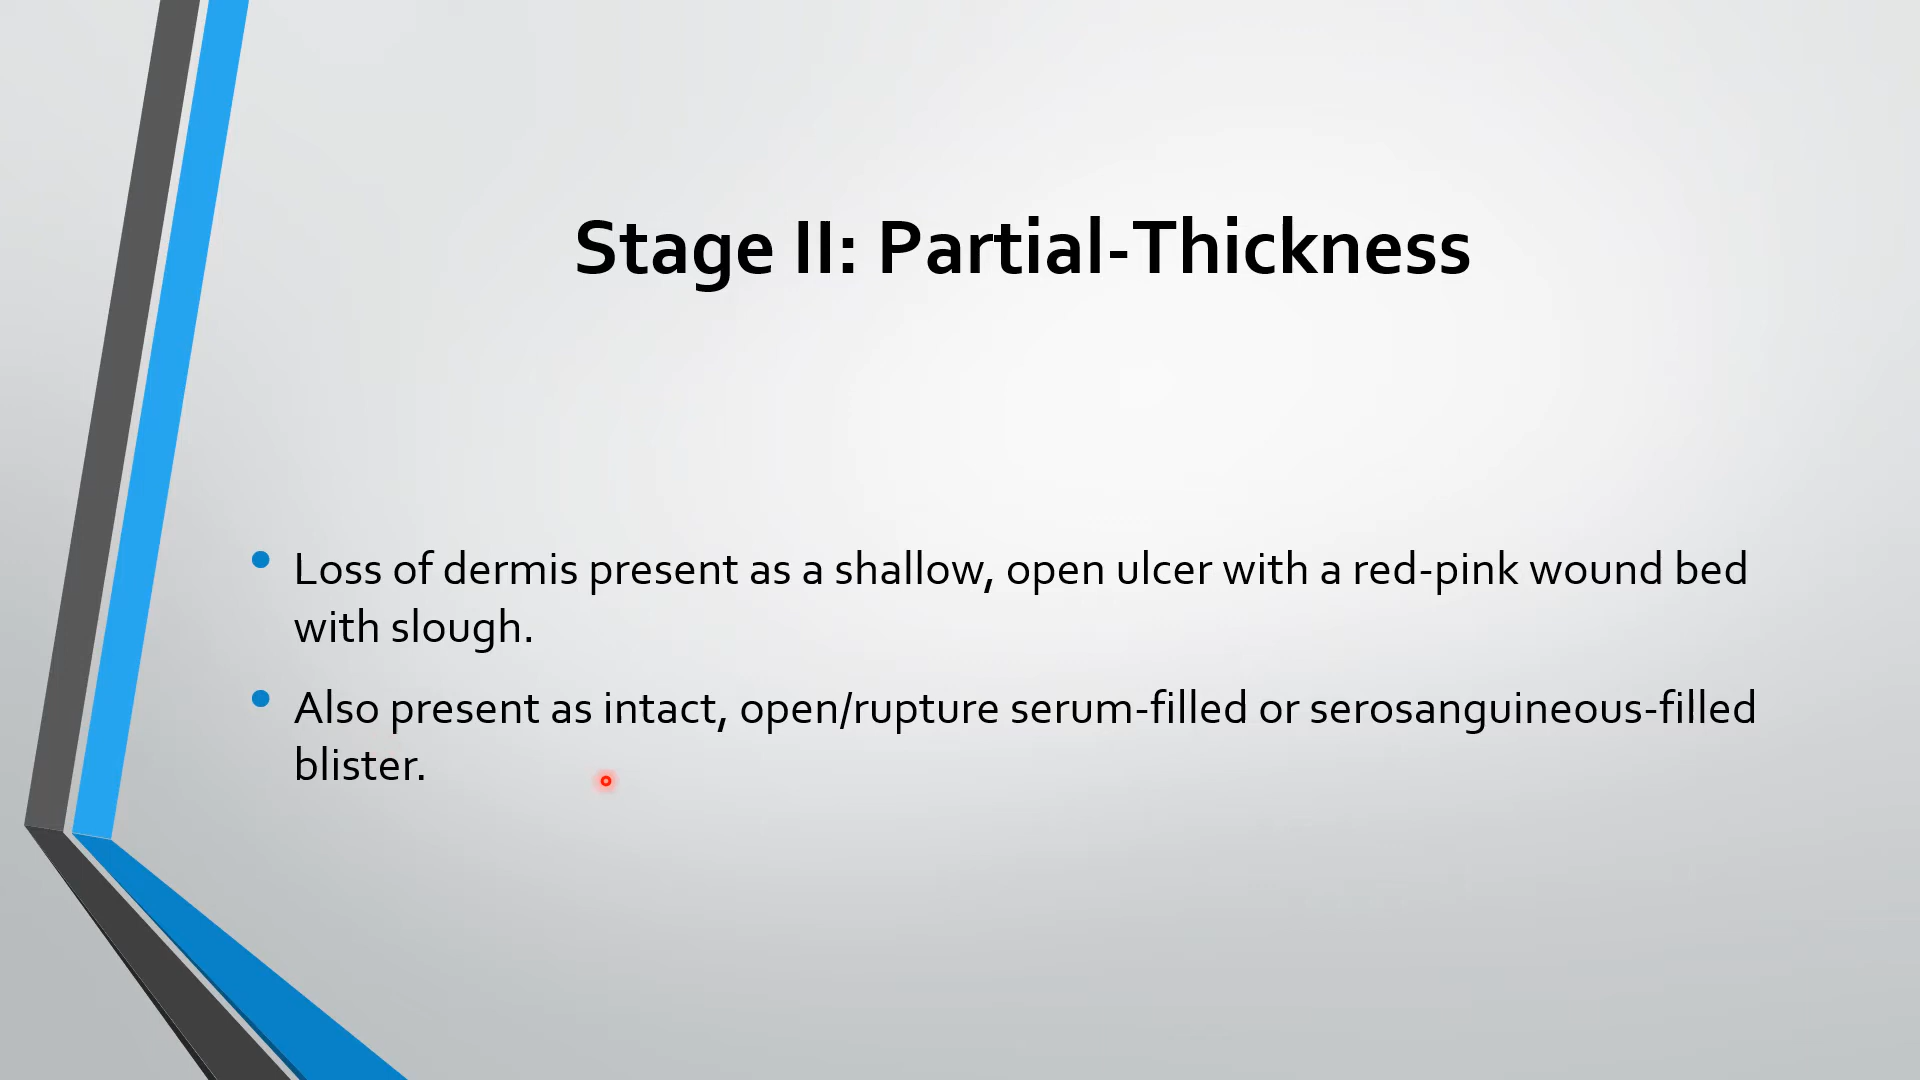 Stage II: Partial-Thickness
Loss of dermis present as a shallow, open ulcer with a red-pink wound bed
with slough.
Also present as intact, open/rupture serum-filled or serosanguineous-filled
blister.